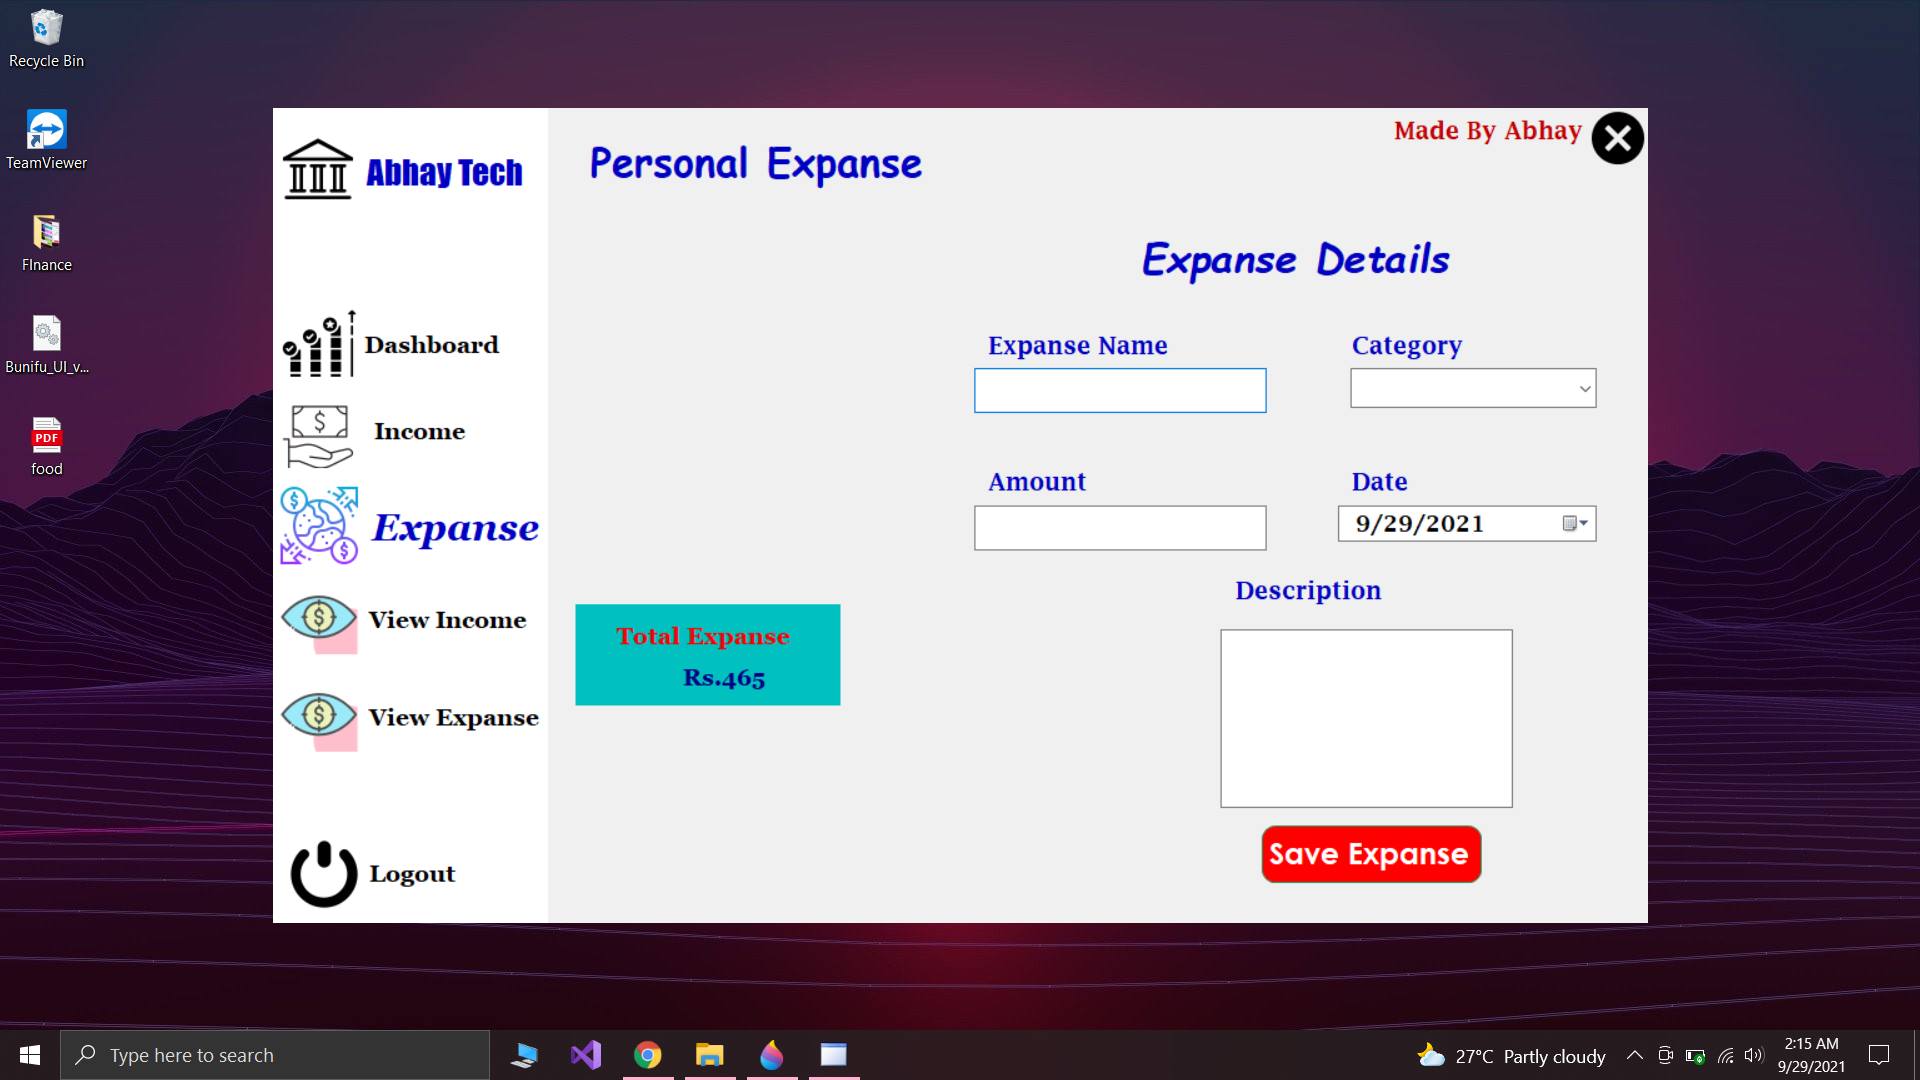 Recycle Bin
TeamViewer
FInance
Bunifu_UI_v...
PDF
food
Abhay Tech
Dashboard
Income
Expanse
View Income
View Expanse
Logout
Made By Abhay
Personal Expanse
Expanse Details
Expanse Name
Category
Amount
Date
9/29/2021
Description
Total Expanse
Rs.465
Save Expanse
Type here to search
27°C Partly cloudy
2:15 AM
9/29/2021